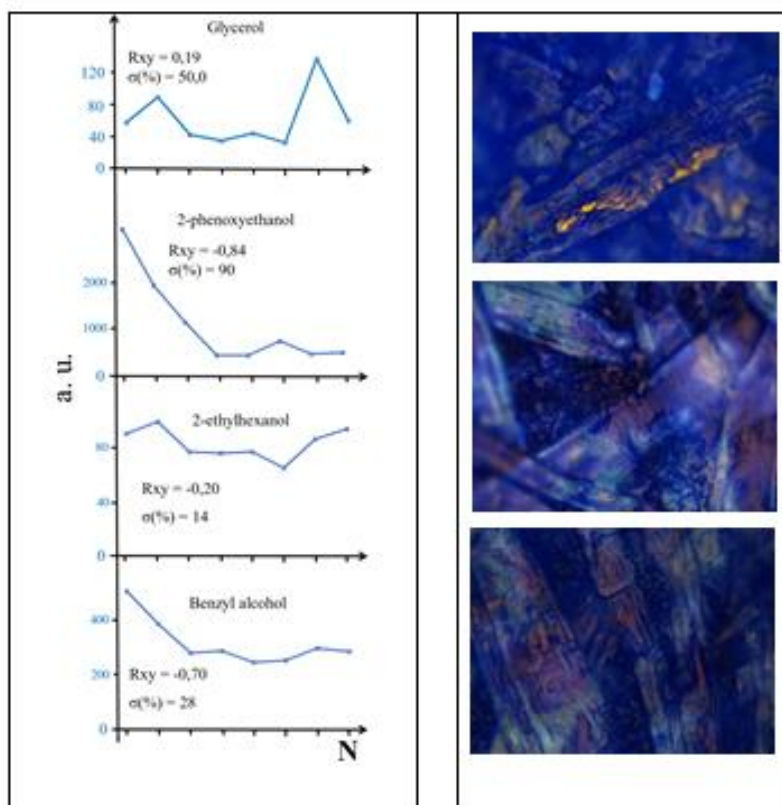 Glycerol
Rxy = 0,19
σ(%) = 50,0
120
80
40
0
2-phenoxyethanol
Rxy = -0,84
σ(%) = 90
2000
1000
0
a. u.
2-ethylhexanol
80
Rxy = -0,20
40
σ(%) = 14
0
Benzyl alcohol
400
Rxy = -0,70
200
σ(%) = 28
0
N